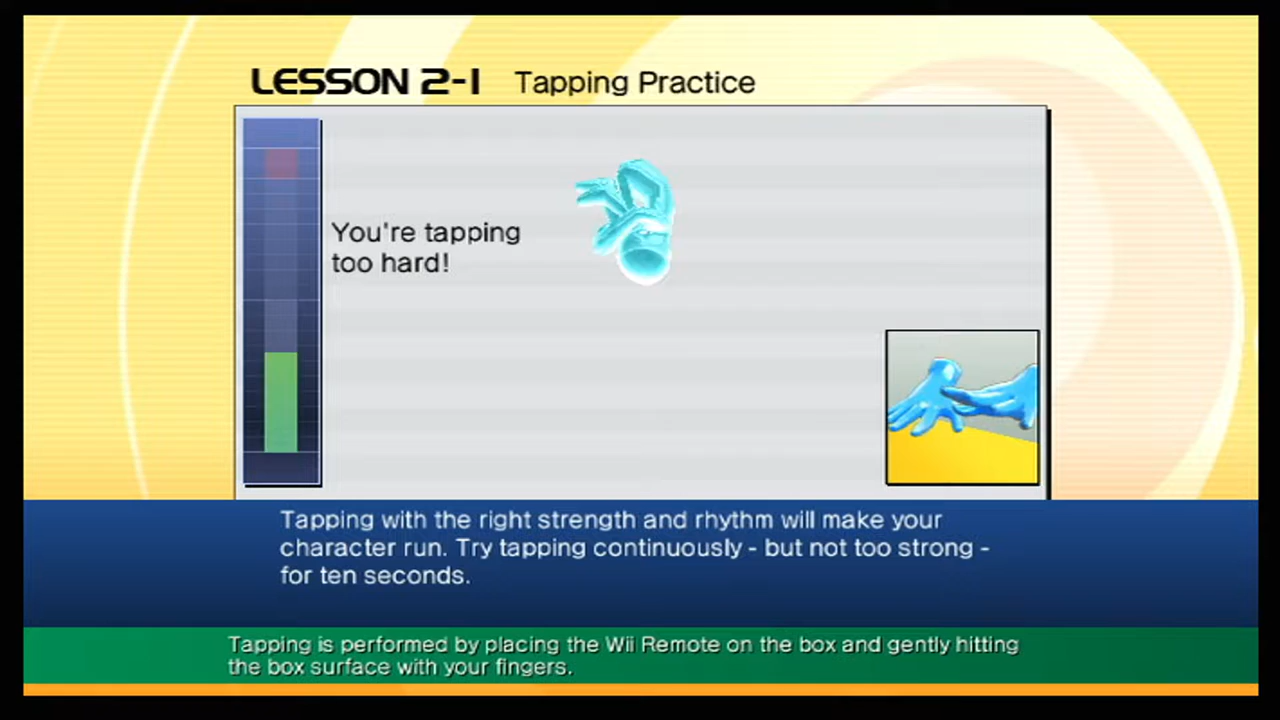 LESSON 2-1 Tapping Practice
You're tapping
too hard!
Tapping with the right strength and rhythm will make your
character run. Try tapping continuously - but not too strong -
for ten seconds.
Tapping is performed by placing the Wii Remote on the box and gently hitting
the box surface with your fingers.